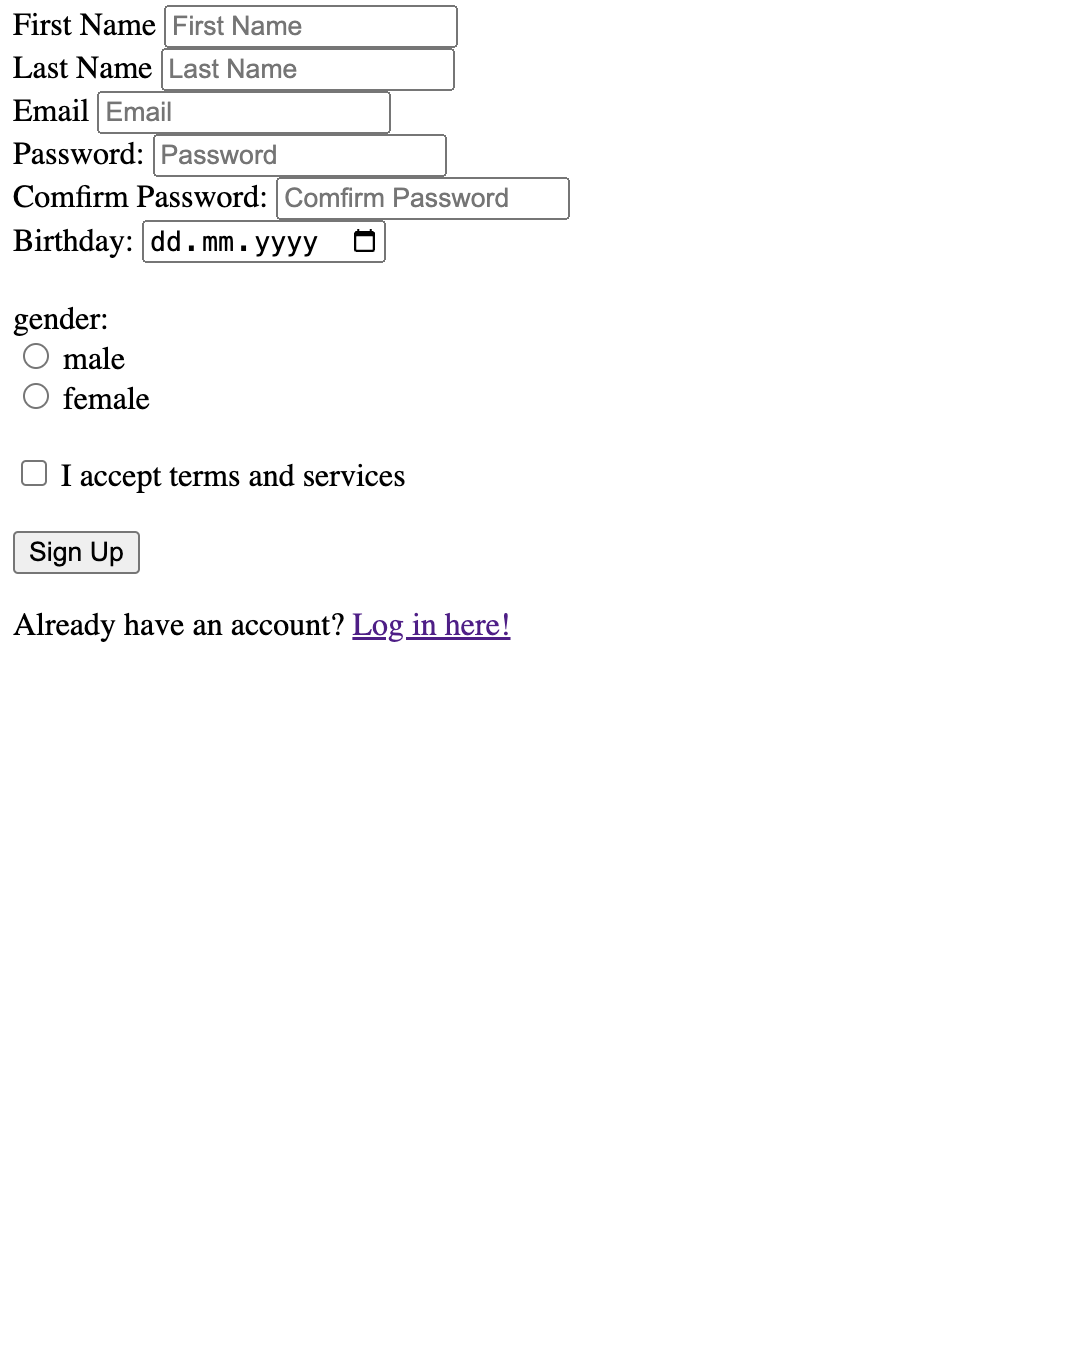 First Name First Name
Last Name Last Name
Email Email
Password: Password
Comfirm Password: Comfirm Password
Birthday: dd.mm.yyyy
gender:
male
female
I accept terms and services
Sign Up
Already have an account? Log in here!